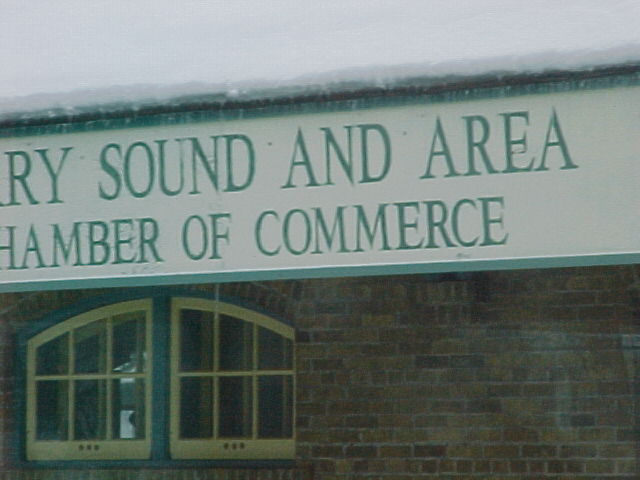 RY SOUND AND AREA
HAMBER OF COMMERCE